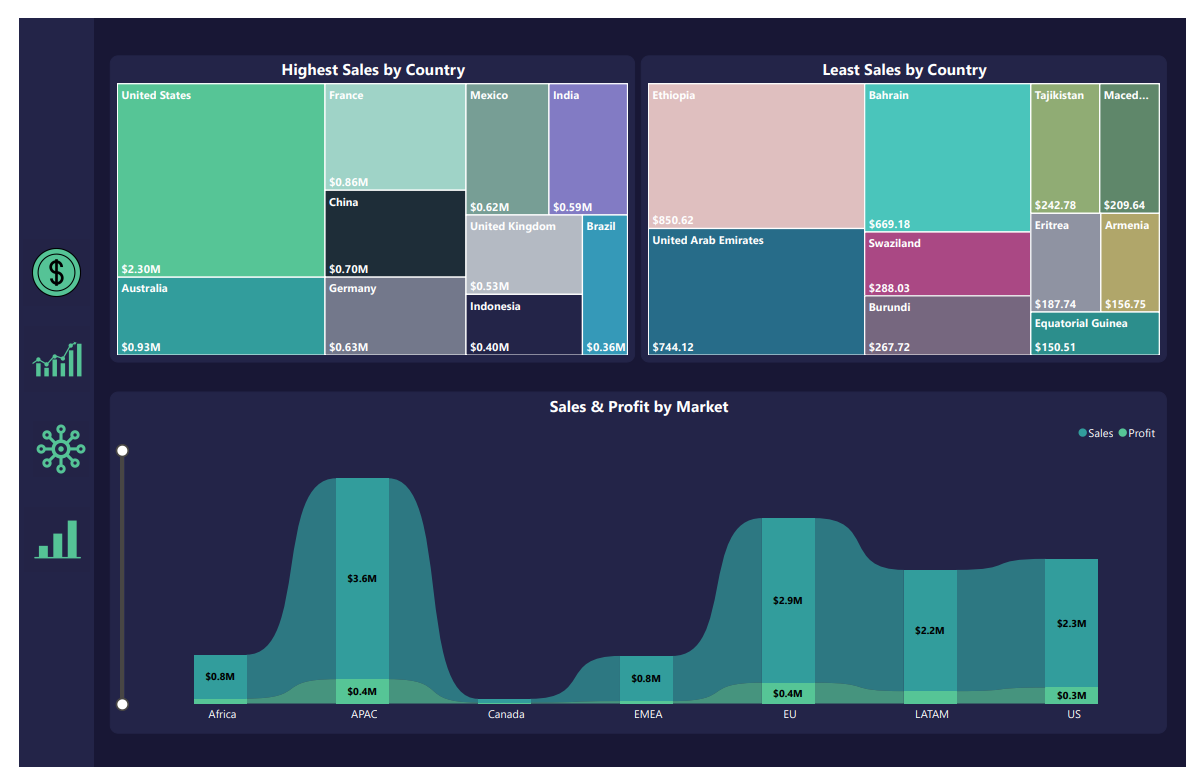 Highest Sales by Country
United States
$2.30M
Australia
$0.93M
France
$0.86M
China
$0.70M
Germany
$0.63M
Mexico
$0.62M
India
$0.59M
United Kingdom
$0.53M
Indonesia
$0.40M
Brazil
$0.36M
Least Sales by Country
Ethiopia
$850.62
United Arab Emirates
$744.12
Bahrain
$669.18
Swaziland
$288.03
Burundi
$267.72
Tajikistan
$242.78
Maced...
$209.64
Eritrea
$187.74
Armenia
$156.75
Equatorial Guinea
$150.51
$
Sales & Profit by Market
Sales Profit
$3.6M
$2.9M
$2.3M
$2.2M
$0.8M
$0.8M
$0.4M
$0.4M
$0.3M
Africa APAC Canada EMEA EU LATAM US